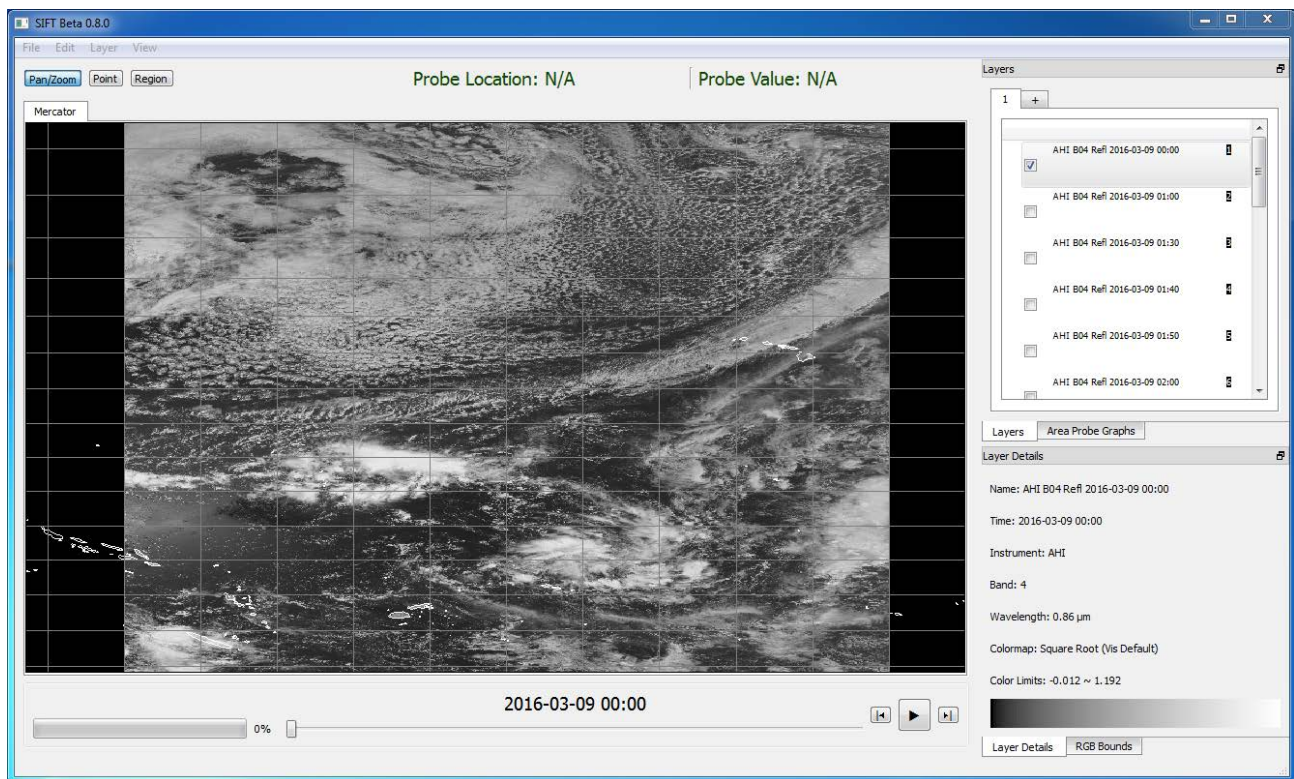 SIFT Beta 0.8.0
File Edit Layer View
Pan/Zoom Point Region
Probe Location: N/A
Probe Value: N/A
Mercator
2016-03-09 00:00
0%
Layers
1 +
AHI B04 Refl 2016-03-09 00:00 1
AHI B04 Refl 2016-03-09 01:00 2
AHI B04 Refl 2016-03-09 01:30 3
AHI B04 Refl 2016-03-09 01:40 4
AHI B04 Refl 2016-03-09 01:50 5
AHI B04 Refl 2016-03-09 02:00 6
Layers Area Probe Graphs
Layer Details
Name: AHI B04 Refl 2016-03-09 00:00
Time: 2016-03-09 00:00
Instrument: AHI
Band: 4
Wavelength: 0.86 µm
Colormap: Square Root (Vis Default)
Color Limits: -0.012 ~ 1.192
Layer Details RGB Bounds